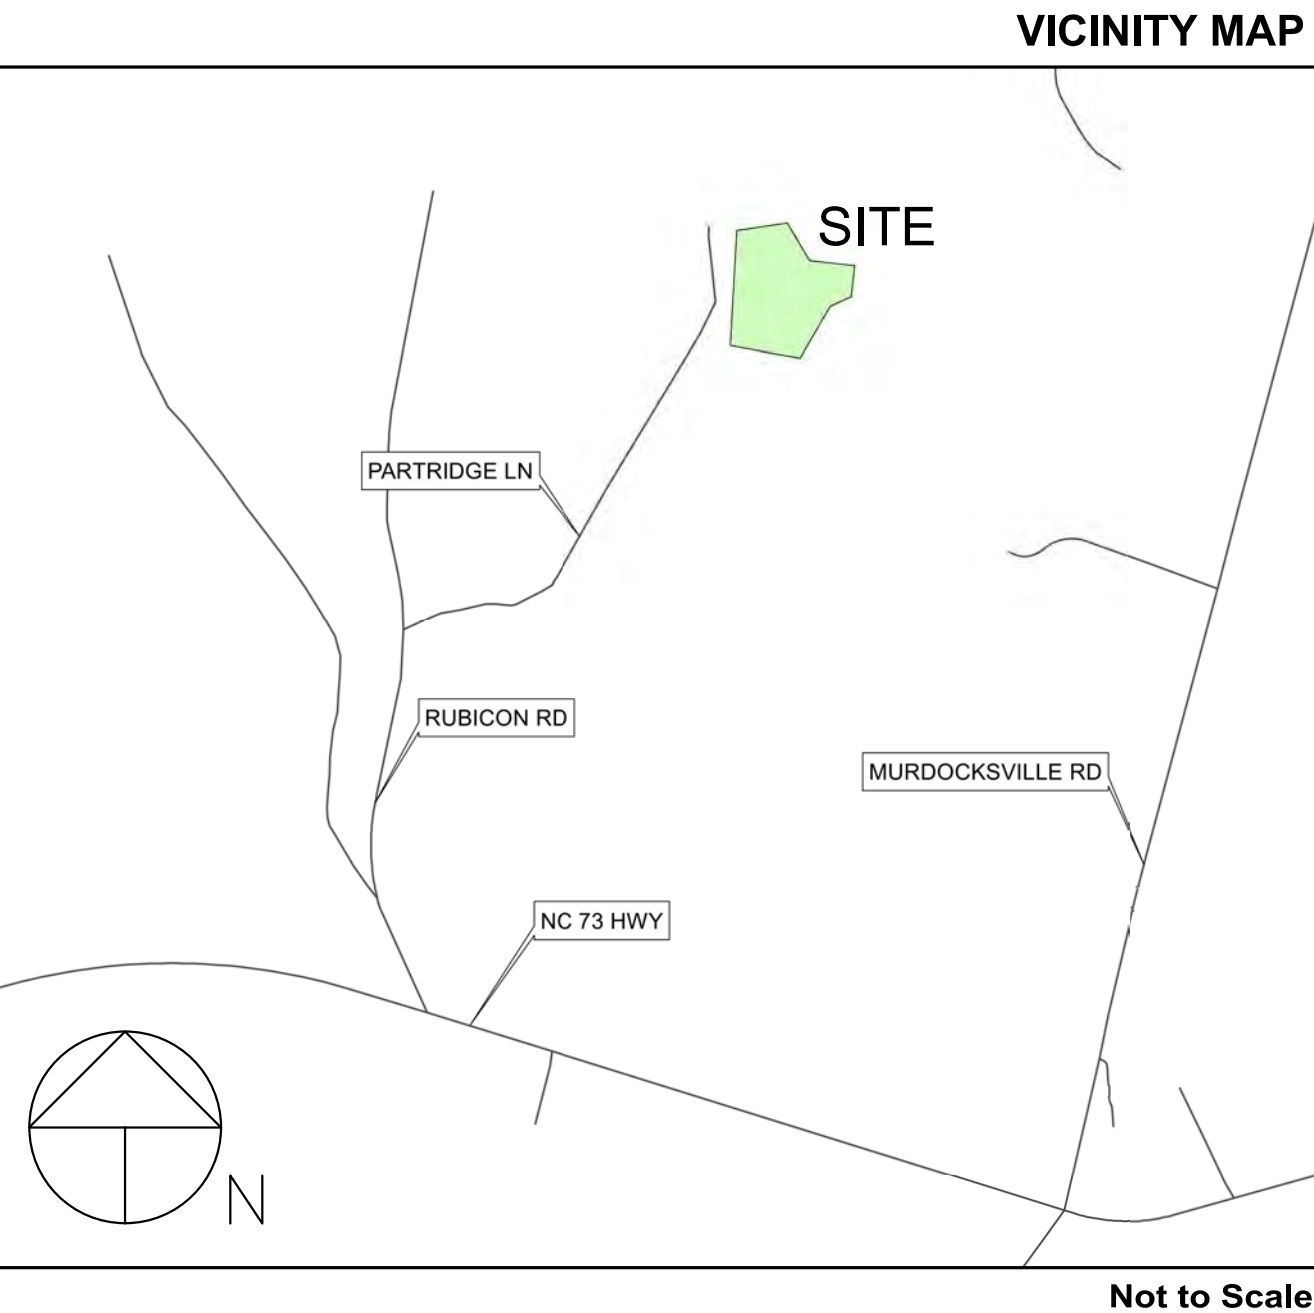 VICINITY MAP
SITE
PARTRIDGE LN
RUBICON RD
MURDOCKSVILLE RD
NC 73 HWY
N
Not to Scale